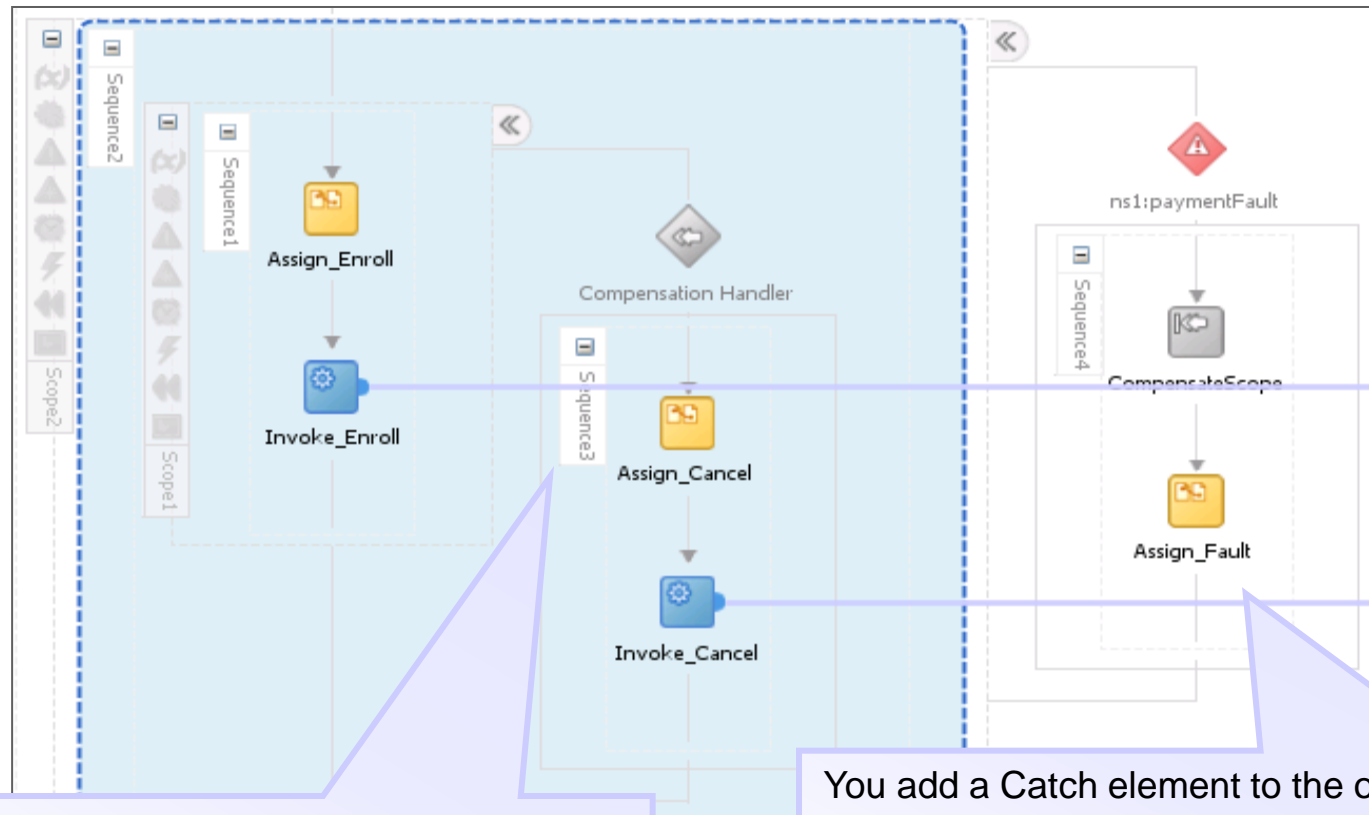 Sequence2
Sequence1
Assign_Enroll
ns1:paymentFault
Compensation Handler
Sequence4
Scope2
Sequence3
CompensateScope
Invoke_Enroll
Assign_Cancel
Scope1
Assign_Fault
Invoke_Cancel
You add a Catch element to the